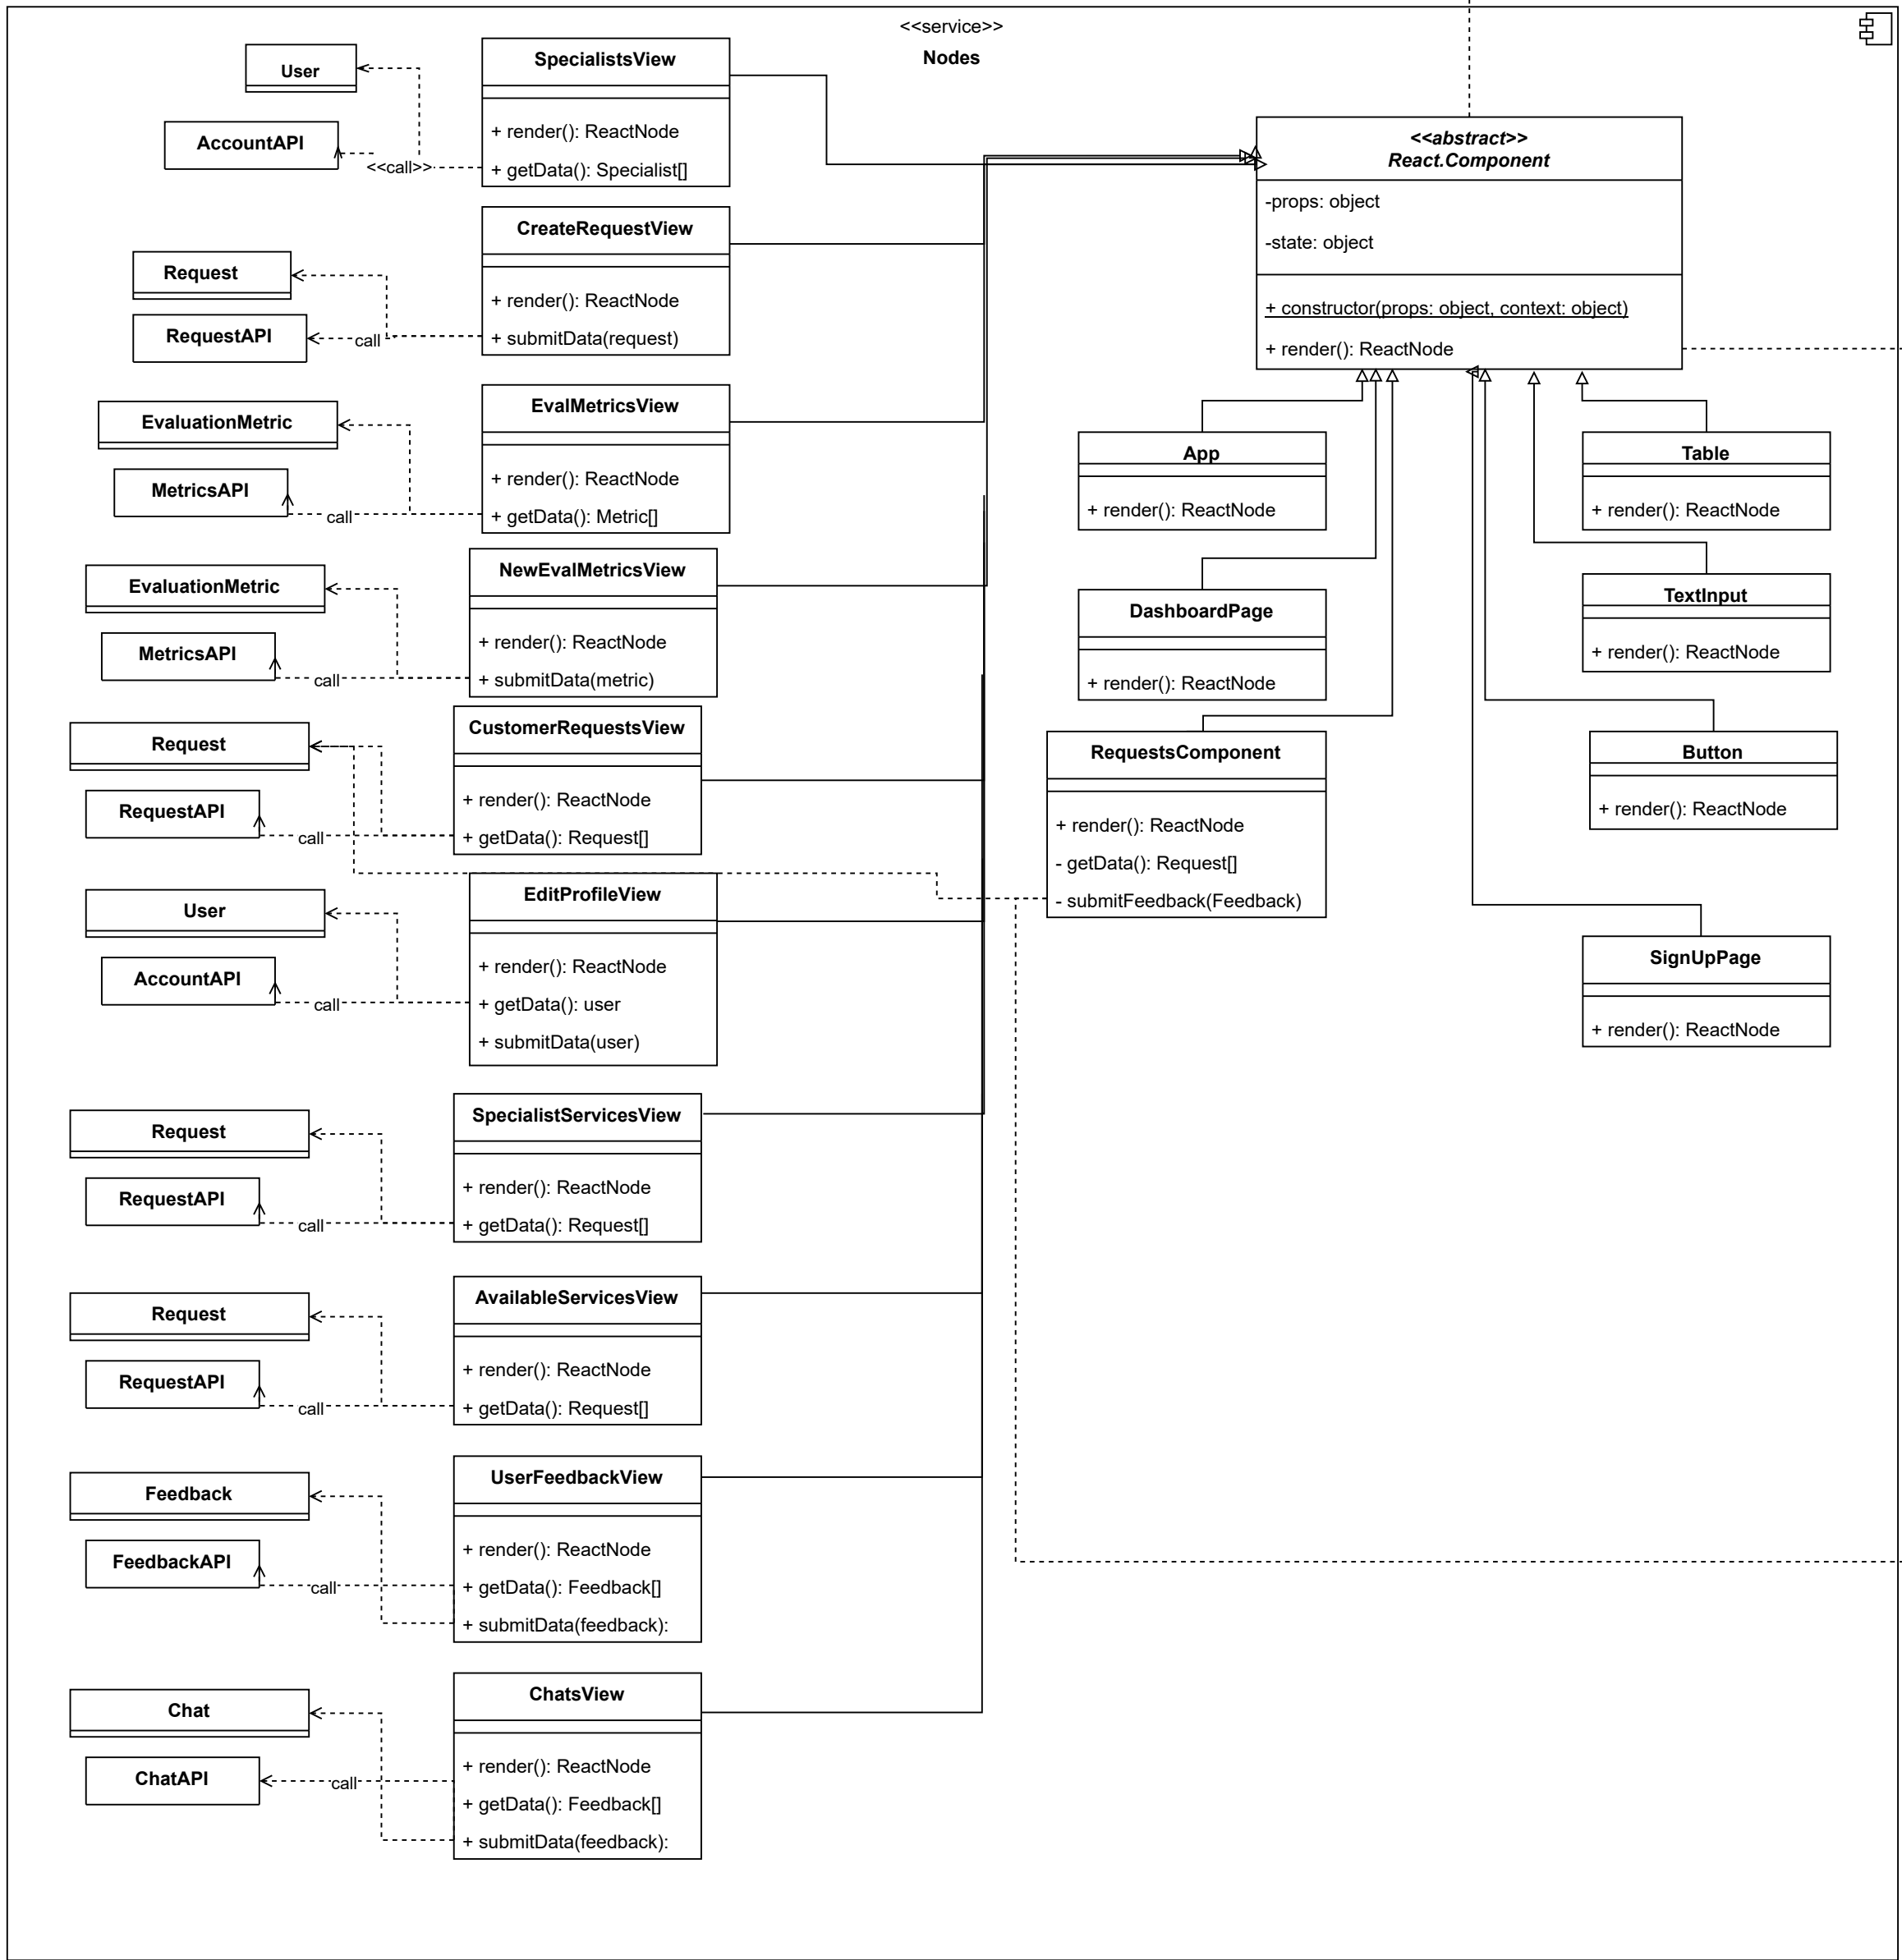 <<service>>
Nodes
User
AccountAPI
<<call>>
SpecialistsView
+ render(): ReactNode
+ getData(): Specialist[]
Request
RequestAPI
call
CreateRequestView
+ render(): ReactNode
+ submitData(request)
EvaluationMetric
MetricsAPI
call
EvalMetricsView
+ render(): ReactNode
+ getData(): Metric[]
EvaluationMetric
MetricsAPI
call
NewEvalMetricsView
+ render(): ReactNode
+ submitData(metric)
Request
RequestAPI
call
CustomerRequestsView
+ render(): ReactNode
+ getData(): Request[]
User
AccountAPI
call
EditProfileView
+ render(): ReactNode
+ getData(): user
+ submitData(user)
Request
RequestAPI
call
SpecialistServicesView
+ render(): ReactNode
+ getData(): Request[]
Request
RequestAPI
call
AvailableServicesView
+ render(): ReactNode
+ getData(): Request[]
Feedback
FeedbackAPI
call
UserFeedbackView
+ render(): ReactNode
+ getData(): Feedback[]
+ submitData(feedback):
Chat
ChatAPI
call
ChatsView
+ render(): ReactNode
+ getData(): Feedback[]
+ submitData(feedback):
<<abstract>>
React.Component
-props: object
-state: object
+ constructor(props: object, context: object)
+ render(): ReactNode
App
+ render(): ReactNode
DashboardPage
+ render(): ReactNode
RequestsComponent
+ render(): ReactNode
- getData(): Request[]
- submitFeedback(Feedback)
Table
+ render(): ReactNode
TextInput
+ render(): ReactNode
Button
+ render(): ReactNode
SignUpPage
+ render(): ReactNode